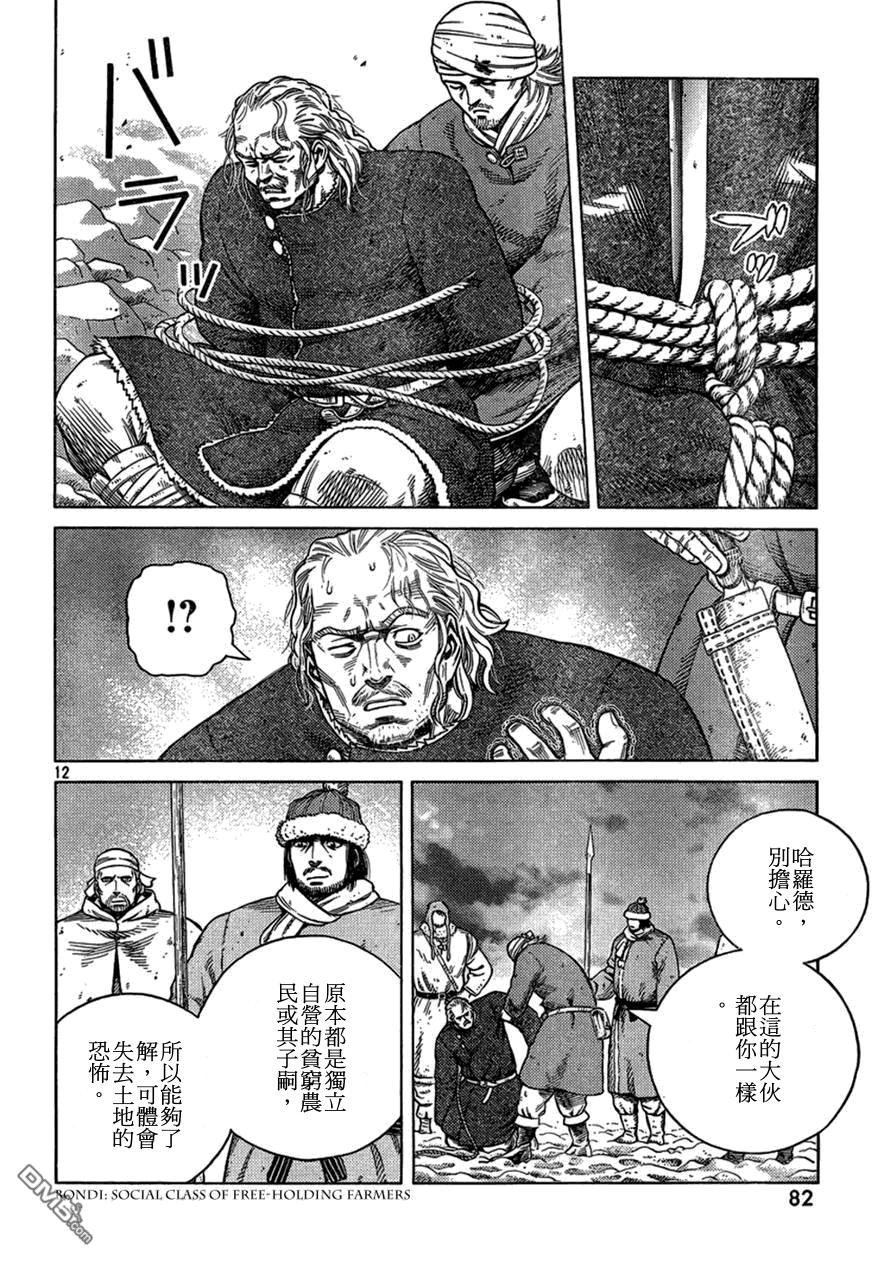 バ
ラ
ッ
ブッ
!?
12
哈羅德，
別擔心。
在這的大伙
都跟你一樣
。
原本都是獨立
自營的貧窮農
民或其子嗣，
所以能夠了
解，可體會
失去土地的
恐怖。
BONDI: SOCIAL CLASS OF FREE-HOLDING FARMERS
82